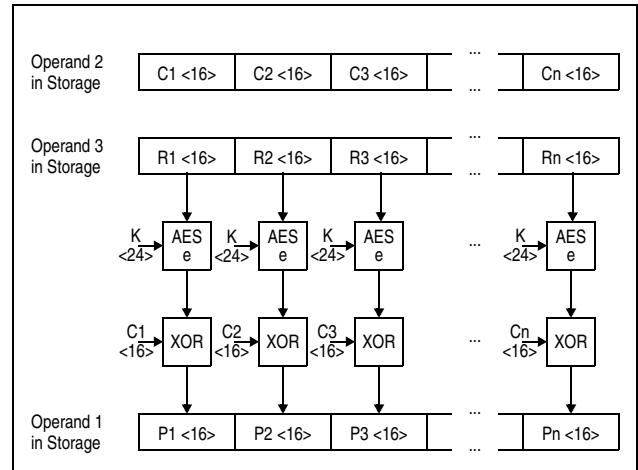 Operand 2
in Storage
C1 <16> C2 <16> C3 <16> ... ... Cn <16>
Operand 3
in Storage
R1 <16> R2 <16> R3 <16> ... ... Rn <16>
K <24> AES e K <24> AES e K <24> AES e ... K <24> AES e
C1 <16> XOR C2 <16> XOR C3 <16> XOR ... Cn <16> XOR
Operand 1
in Storage
P1 <16> P2 <16> P3 <16> ... ... Pn <16>